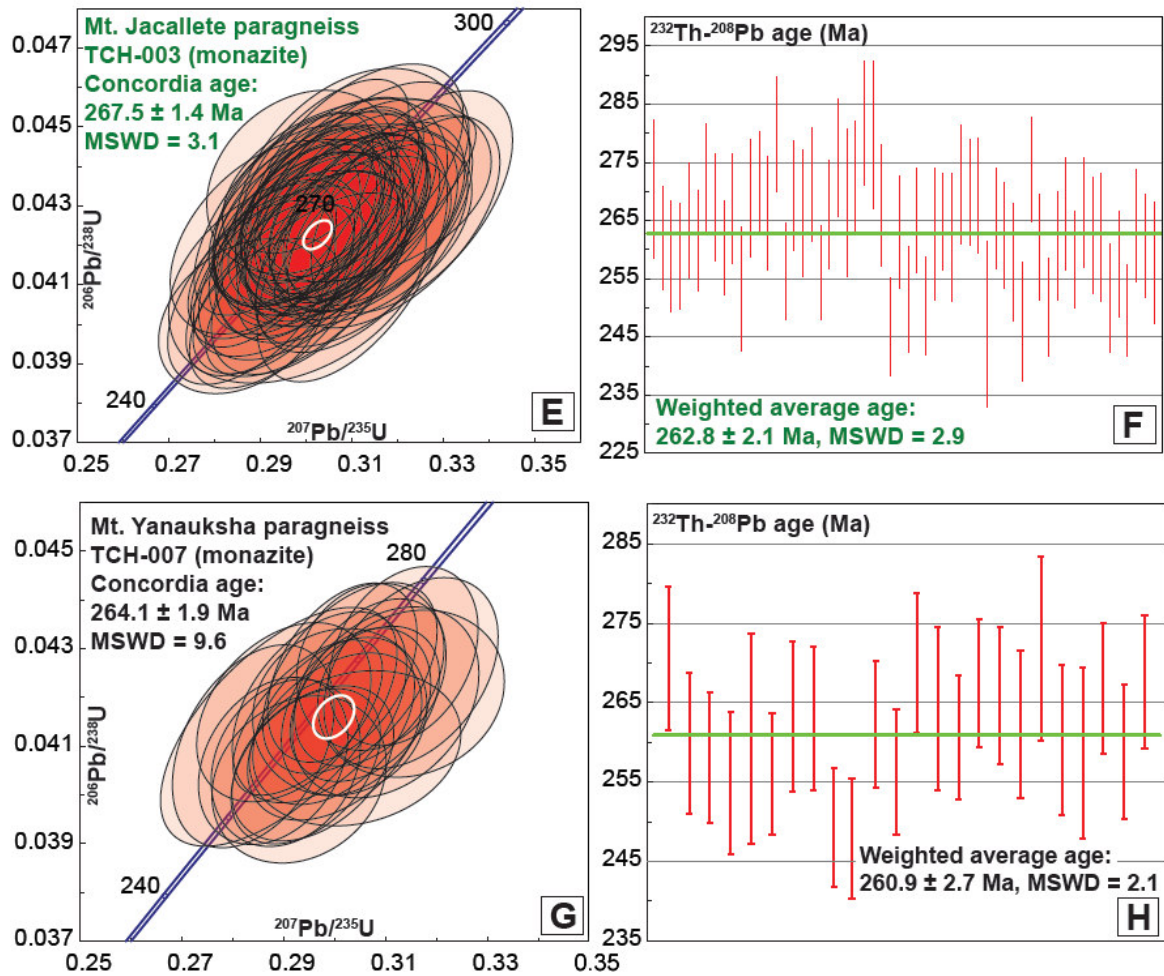 Mt. Jacallete paragneiss
TCH-003 (monazite)
Concordia age:
267.5 ± 1.4 Ma
MSWD = 3.1
300
270
240
E
²⁰⁶Pb/²³⁸U
0.047
0.045
0.043
0.041
0.039
0.037
²⁰⁷Pb/²³⁵U
0.25
0.27
0.29
0.31
0.33
0.35
²³²Th-²⁰⁸Pb age (Ma)
295
285
275
265
255
245
235
225
Weighted average age:
262.8 ± 2.1 Ma, MSWD = 2.9
F
Mt. Yanauksha paragneiss
TCH-007 (monazite)
Concordia age:
264.1 ± 1.9 Ma
MSWD = 9.6
280
240
G
²⁰⁶Pb/²³⁸U
0.045
0.043
0.041
0.039
0.037
²⁰⁷Pb/²³⁵U
0.25
0.27
0.29
0.31
0.33
0.35
²³²Th-²⁰⁸Pb age (Ma)
285
275
265
255
245
235
Weighted average age:
260.9 ± 2.7 Ma, MSWD = 2.1
H